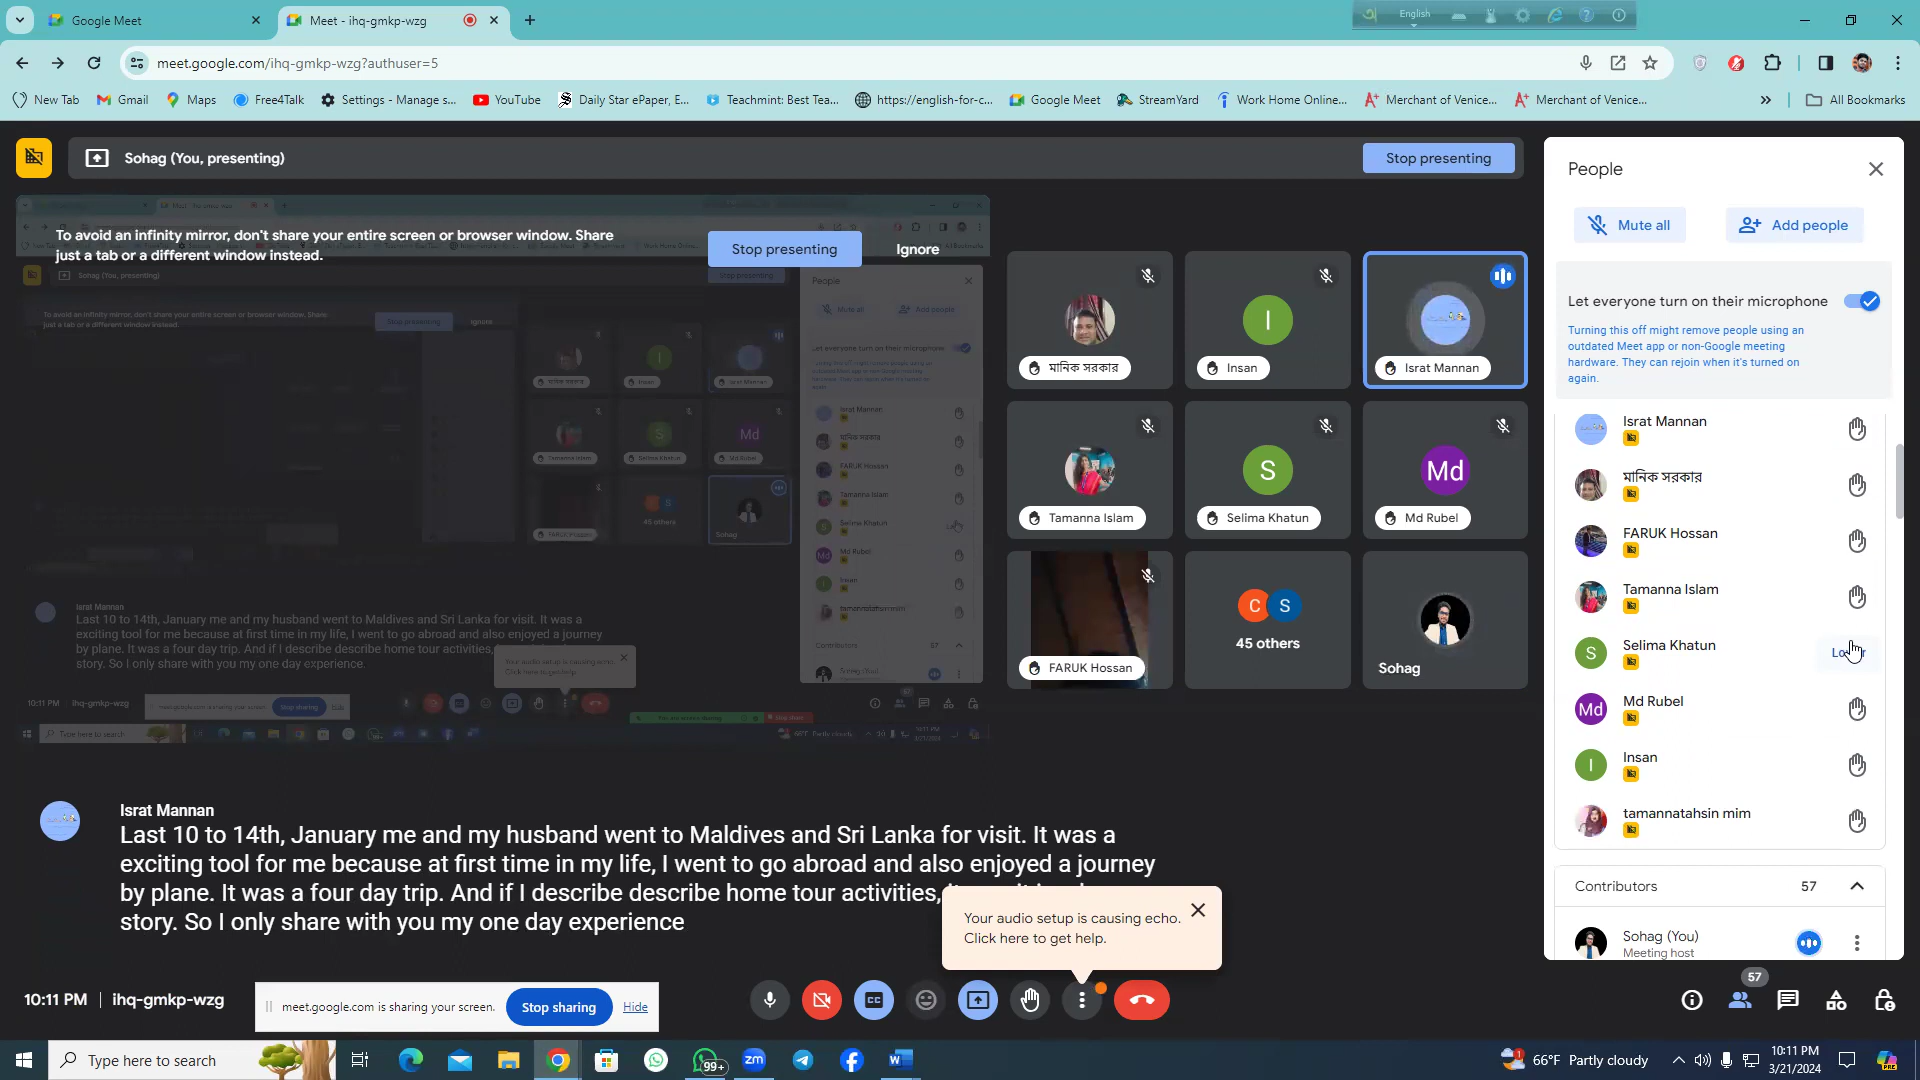 Google Meet
Meet - ihq-gmkp-wzg
English
meet.google.com/ihq-gmkp-wzg?authuser=5
New Tab
Gmail
Maps
Free4Talk
Settings - Manage s...
YouTube
Daily Star ePaper, E...
Teachmint: Best Tea...
https://english-for-c...
Google Meet
StreamYard
Work Home Online...
Merchant of Venice...
Merchant of Venice...
All Bookmarks
Sohag (You, presenting)
Stop presenting
To avoid an infinity mirror, don't share your entire screen or browser window. Share
just a tab or a different window instead.
Stop presenting
Ignore
মানিক সরকার
Insan
Israt Mannan
Tamanna Islam
Selima Khatun
Md
Md Rubel
FARUK Hossan
C S
45 others
Sohag
People
Mute all
Add people
Let everyone turn on their microphone
Turning this off might remove people using an
outdated Meet app or non-Google meeting
hardware. They can rejoin when it's turned on
again.
Israt Mannan
মানিক সরকার
FARUK Hossan
Tamanna Islam
Selima Khatun
Md Rubel
Insan
tamannatahsin mim
Contributors 57
Sohag (You)
Meeting host
Israt Mannan
Last 10 to 14th, January me and my husband went to Maldives and Sri Lanka for visit. It was a
exciting tool for me because at first time in my life, I went to go abroad and also enjoyed a journey
by plane. It was a four day trip. And if I describe describe home tour activities,
story. So I only share with you my one day experience
Your audio setup is causing echo.
Click here to get help.
10:11 PM | ihq-gmkp-wzg
meet.google.com is sharing your screen.
Stop sharing
Hide
57
Type here to search
99+
66°F Partly cloudy
10:11 PM
3/21/2024